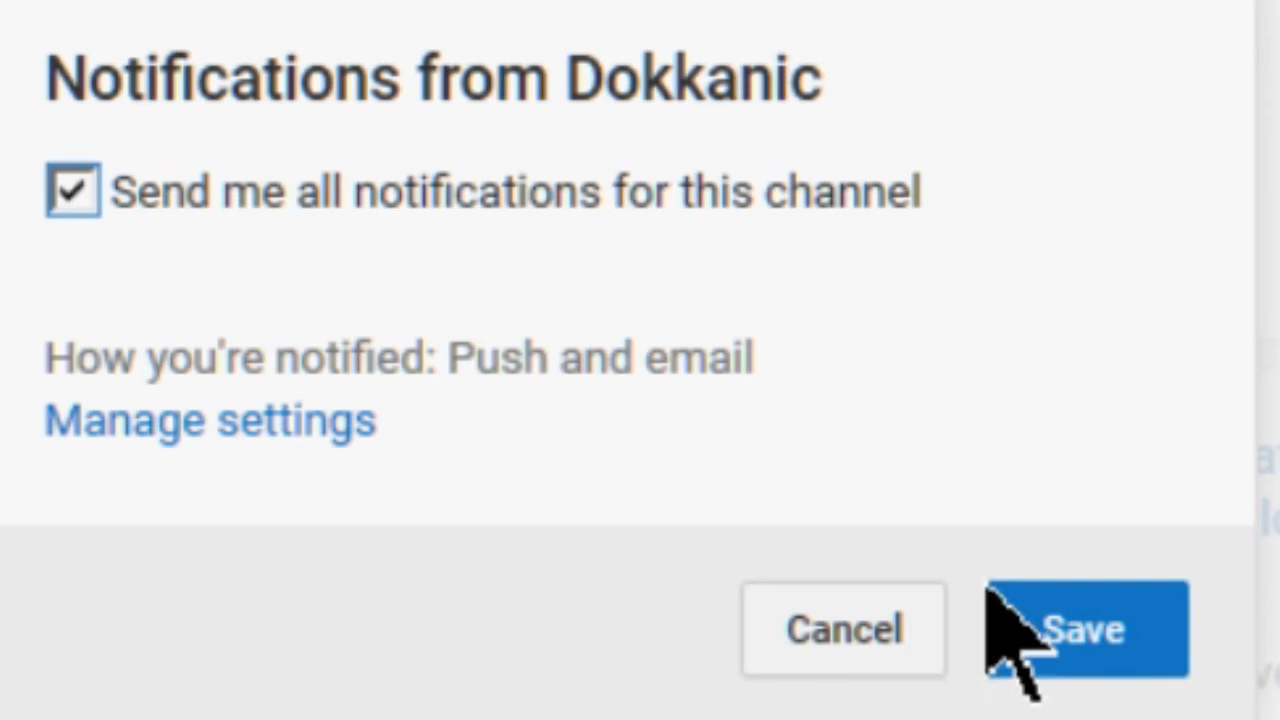 Notifications from Dokkanic
Send me all notifications for this channel
How you're notified: Push and email
Manage settings
Cancel
Save